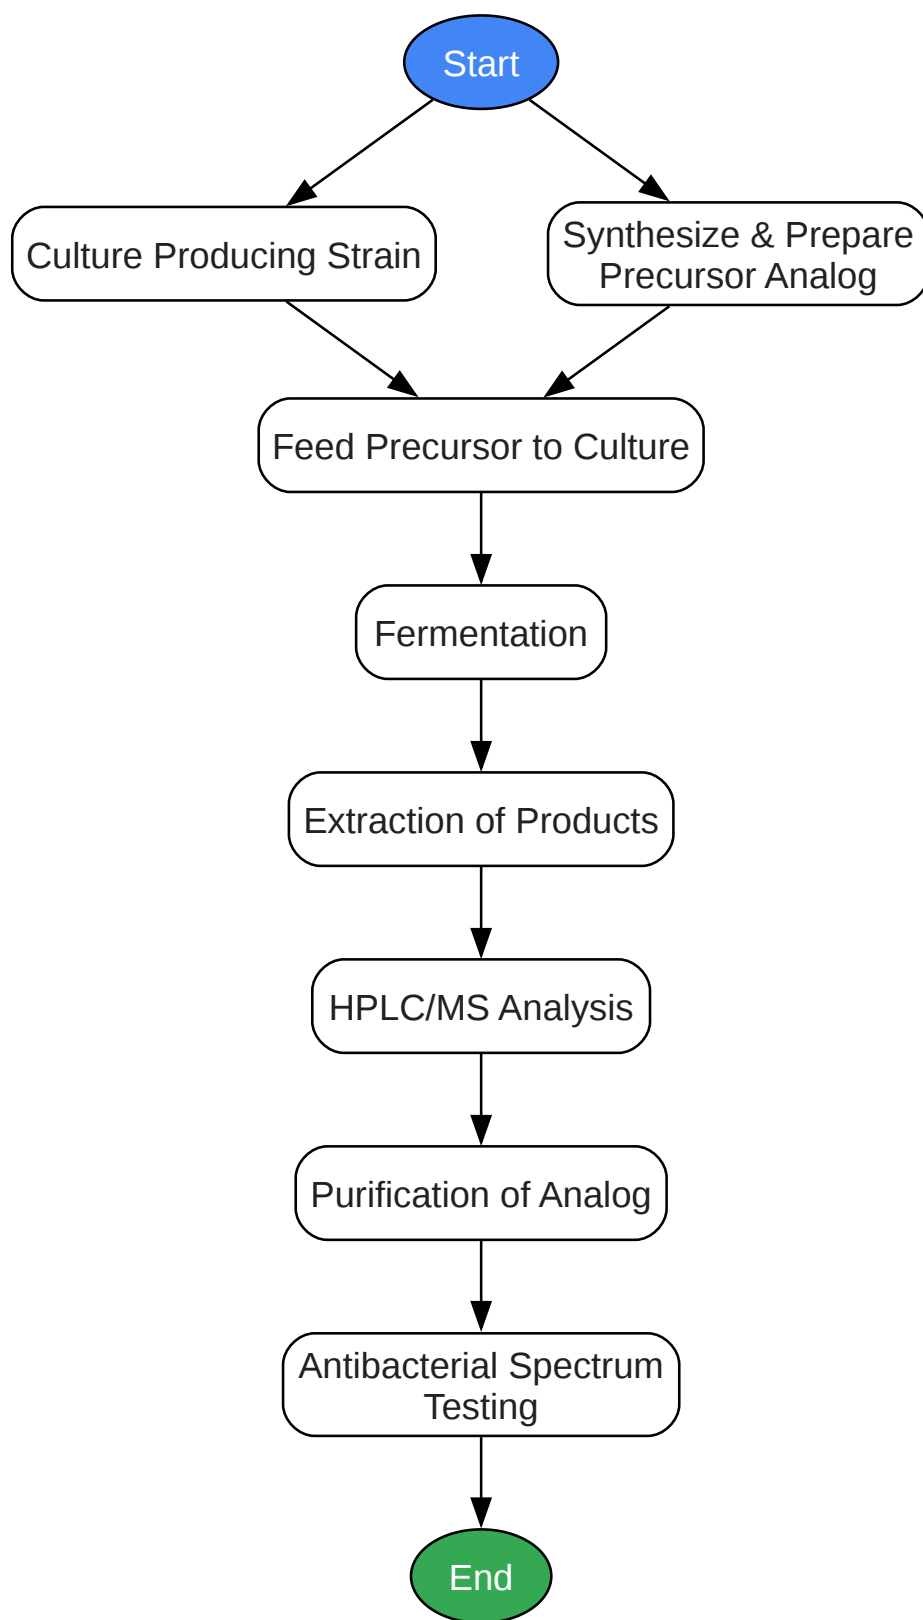 Start
Culture Producing Strain
Synthesize & Prepare
Precursor Analog
Feed Precursor to Culture
Fermentation
Extraction of Products
HPLC/MS Analysis
Purification of Analog
Antibacterial Spectrum
Testing
End